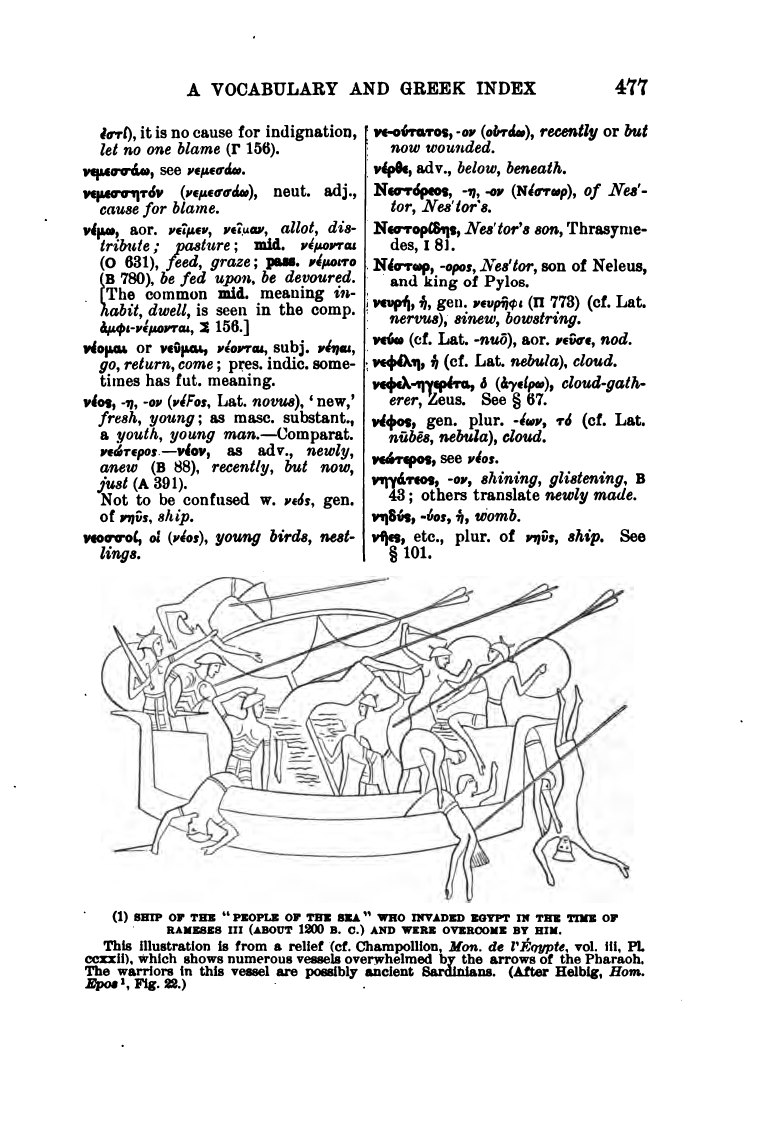 A VOCABULARY AND GREEK INDEX 477
ἐστί), it is no cause for indignation,
let no one blame (Γ 156).
νεμεσσάω, see νεμεσάω.
νεμεσσητόν (νεμεσσάω), neut. adj.,
cause for blame.
νέμω, aor. νεῖμεν, νεῖμαν, allot, dis-
tribute; pasture; mid. νέμονται
(Ο 631), feed, graze; pass. νέμοιτο
(Β 780), be fed upon, be devoured.
[The common mid. meaning in-
habit, dwell, is seen in the comp.
ἀμφι-νέμονται, Σ 156.]
νέομαι or νεῦμαι, νέονται, subj. νέηαι,
go, return, come; pres. indic. some-
times has fut. meaning.
νέος, -η, -ον (νέϝος, Lat. novus), ‘new,’
fresh, young; as masc. substant.,
a youth, young man.—Comparat.
νεώτερος.—νέον, as adv., newly,
anew (Β 88), recently, but now,
just (Α 391).
Not to be confused w. νεός, gen.
of νηῦς, ship.
νεοσσοί, οἱ (νέος), young birds, nest-
lings.
νε-ούτατος, -ον (οὐτάω), recently or but
now wounded.
νέρθε, adv., below, beneath.
Νεστόρεος, -η, -ον (Νέστωρ), of Nes'-
tor, Nes'tor's.
Νεστορίδης, Nes'tor's son, Thrasyme-
des, Ι 81.
Νέστωρ, -ορος, Nes'tor, son of Neleus,
and king of Pylos.
νευρή, ἡ, gen. νευρῆφι (Π 773) (cf. Lat.
nervus), sinew, bowstring.
νεύω (cf. Lat. -nuō), aor. νεῦσε, nod.
νεφέλη, ἡ (cf. Lat. nebula), cloud.
νεφελ-ηγερέτα, ὁ (ἀγείρω), cloud-gath-
erer, Zeus. See § 67.
νέφος, gen. plur. -έων, τό (cf. Lat.
nūbēs, nebula), cloud.
νεώτερος, see νέος.
νηγάτεος, -ον, shining, glistening, Β
43; others translate newly made.
νηδύς, -ύος, ἡ, womb.
νῆες, etc., plur. of νηῦς, ship. See
§ 101.
(1) SHIP OF THE “PEOPLE OF THE SEA” WHO INVADED EGYPT IN THE TIME OF
RAMESES III (ABOUT 1200 B. C.) AND WERE OVERCOME BY HIM.
This illustration is from a relief (cf. Champollion, Mon. de l'Égypte, vol. iii, Pl.
ccxxii), which shows numerous vessels overwhelmed by the arrows of the Pharaoh.
The warriors in this vessel are possibly ancient Sardinians. (After Helbig, Hom.
Epos¹, Fig. 22.)